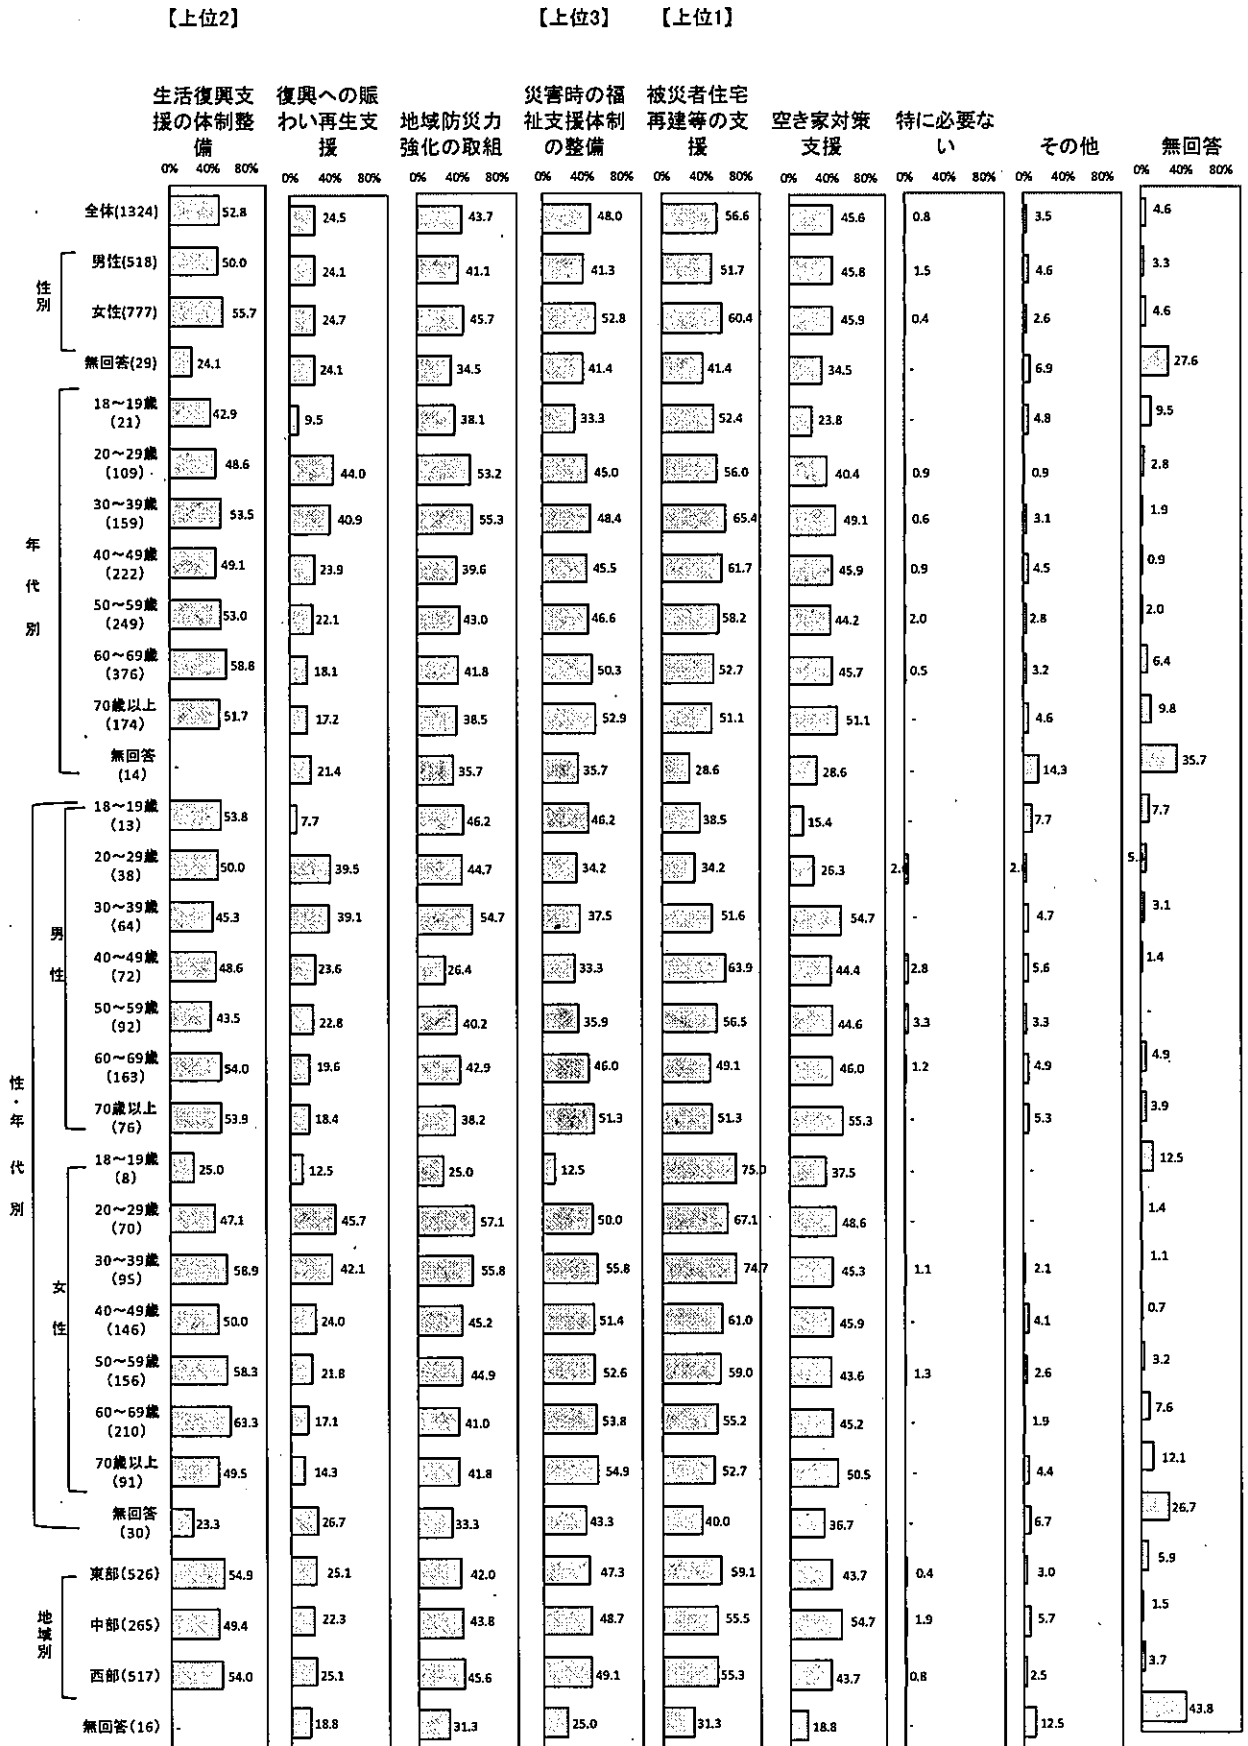 【上位2】 【上位3】 【上位1】
生活復興支援の体制整備 復興への賑わい再生支援 地域防災力強化の取組 災害時の福祉支援体制の整備 被災者住宅再建等の支援 空き家対策支援 特に必要ない その他 無回答
0% 40% 80% 0% 40% 80% 0% 40% 80% 0% 40% 80% 0% 40% 80% 0% 40% 80% 0% 40% 80% 0% 40% 80% 0% 40% 80%
全体(1324) 52.8 24.5 43.7 48.0 56.6 45.6 0.8 3.5 4.6
性別
男性(518) 50.0 24.1 41.1 41.3 51.7 45.8 1.5 4.6 3.3
女性(777) 55.7 24.7 45.7 52.8 60.4 45.9 0.4 2.6 4.6
無回答(29) 24.1 24.1 34.5 41.4 41.4 34.5 - 6.9 27.6
年代別
18～19歳(21) 42.9 9.5 38.1 33.3 52.4 23.8 - 4.8 9.5
20～29歳(109) 48.6 44.0 53.2 45.0 56.0 40.4 0.9 0.9 2.8
30～39歳(159) 53.5 40.9 55.3 48.4 65.4 49.1 0.6 3.1 1.9
40～49歳(222) 49.1 23.9 39.6 45.5 61.7 45.9 0.9 4.5 0.9
50～59歳(249) 53.0 22.1 43.0 46.6 58.2 44.2 2.0 2.8 2.0
60～69歳(376) 58.8 18.1 41.8 50.3 52.7 45.7 0.5 3.2 6.4
70歳以上(174) 51.7 17.2 38.5 52.9 51.1 51.1 - 4.6 9.8
無回答(14) 21.4 35.7 35.7 28.6 28.6 14.3 35.7
性・年代別
男性
18～19歳(13) 53.8 7.7 46.2 46.2 38.5 15.4 - 7.7 7.7
20～29歳(38) 50.0 39.5 44.7 34.2 34.2 26.3 2. 2. 5.
30～39歳(64) 45.3 39.1 54.7 37.5 51.6 54.7 - 4.7 3.1
40～49歳(72) 48.6 23.6 26.4 33.3 63.9 44.4 2.8 5.6 1.4
50～59歳(92) 43.5 22.8 40.2 35.9 56.5 44.6 3.3 3.3
60～69歳(163) 54.0 19.6 42.9 46.0 49.1 46.0 1.2 4.9 4.9
70歳以上(76) 53.9 18.4 38.2 51.3 51.3 55.3 - 5.3 3.9
女性
18～19歳(8) 25.0 12.5 25.0 12.5 75.0 37.5 - - 12.5
20～29歳(70) 47.1 45.7 57.1 50.0 67.1 48.6 - - 1.4
30～39歳(95) 58.9 42.1 55.8 55.8 74.7 45.3 1.1 2.1 1.1
40～49歳(146) 50.0 24.0 45.2 51.4 61.0 45.9 - 4.1 0.7
50～59歳(156) 58.3 21.8 44.9 52.6 59.0 43.6 1.3 2.6 3.2
60～69歳(210) 63.3 17.1 41.0 53.8 55.2 45.2 - 1.9 7.6
70歳以上(91) 49.5 14.3 41.8 54.9 52.7 50.5 - 4.4 12.1
無回答(30) 23.3 26.7 33.3 43.3 40.0 36.7 - 6.7 26.7
地域別
東部(526) 54.9 25.1 42.0 47.3 59.1 43.7 0.4 3.0 5.9
中部(265) 49.4 22.3 43.8 48.7 55.5 54.7 1.9 5.7 1.5
西部(517) 54.0 25.1 45.6 49.1 55.3 43.7 0.8 2.5 3.7
無回答(16) - 18.8 31.3 25.0 31.3 18.8 - 12.5 43.8